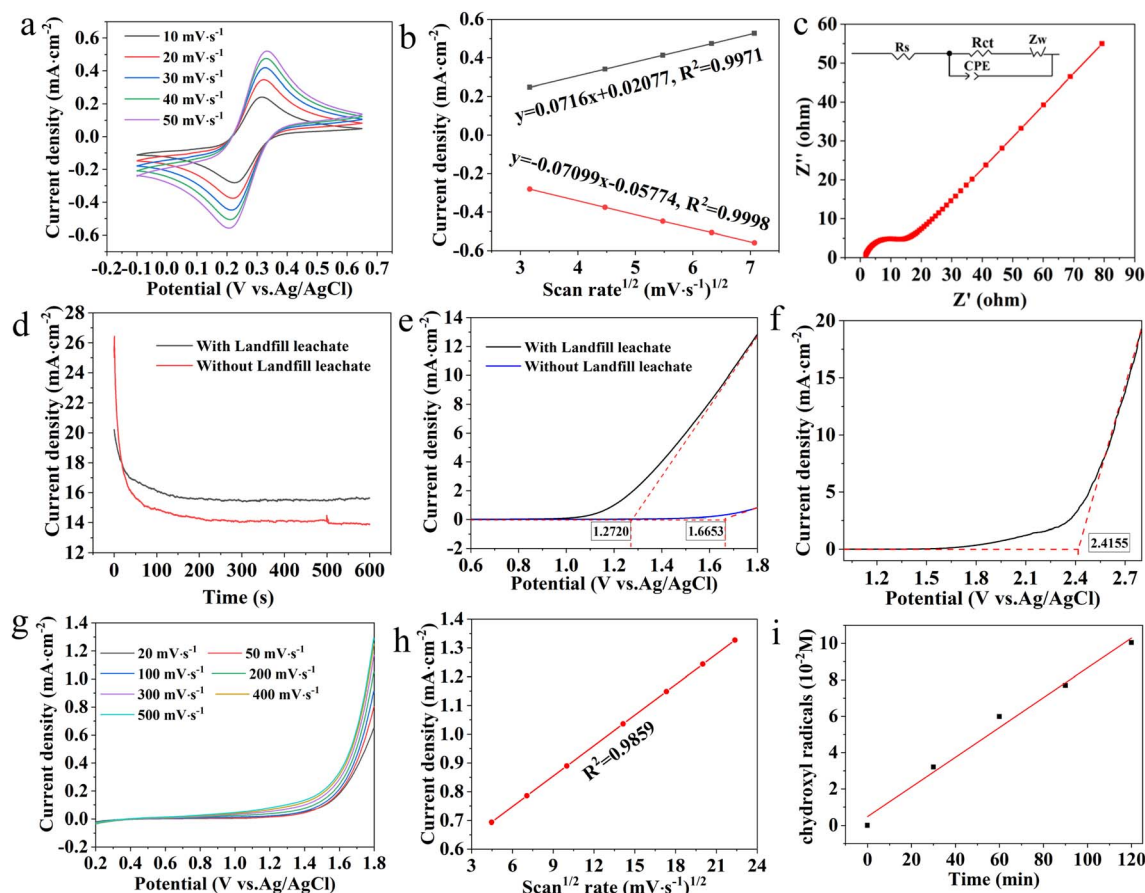 a
Current density (mA·cm⁻²)
0.6
0.4
0.2
0.0
-0.2
-0.4
-0.6
10 mV·s⁻¹
20 mV·s⁻¹
30 mV·s⁻¹
40 mV·s⁻¹
50 mV·s⁻¹
-0.2 -0.1 0.0 0.1 0.2 0.3 0.4 0.5 0.6 0.7
Potential (V vs.Ag/AgCl)
b
Current density (mA·cm⁻²)
0.6
0.4
0.2
0.0
-0.2
-0.4
-0.6
y=0.0716x+0.02077, R²=0.9971
y=-0.07099x-0.05774, R²=0.9998
3 4 5 6 7
Scan rate¹/² (mV·s⁻¹)¹/²
c
Z'' (ohm)
60
50
40
30
20
10
0
Rs
Rct
Zw
CPE
0 10 20 30 40 50 60 70 80 90
Z' (ohm)
d
Current density (mA·cm⁻²)
28
26
24
22
20
18
16
14
12
With Landfill leachate
Without Landfill leachate
0 100 200 300 400 500 600
Time (s)
e
Current density (mA·cm⁻²)
14
12
10
8
6
4
2
0
-2
With Landfill leachate
Without Landfill leachate
1.2720
1.6653
0.6 0.8 1.0 1.2 1.4 1.6 1.8
Potential (V vs.Ag/AgCl)
f
Current density (mA·cm⁻²)
20
15
10
5
0
2.4155
1.2 1.5 1.8 2.1 2.4 2.7
Potential (V vs.Ag/AgCl)
g
Current density (mA·cm⁻²)
1.4
1.2
1.0
0.8
0.6
0.4
0.2
0.0
-0.2
20 mV·s⁻¹ 50 mV·s⁻¹
100 mV·s⁻¹ 200 mV·s⁻¹
300 mV·s⁻¹ 400 mV·s⁻¹
500 mV·s⁻¹
0.2 0.4 0.6 0.8 1.0 1.2 1.4 1.6 1.8
Potential (V vs.Ag/AgCl)
h
Current density (mA·cm⁻²)
1.4
1.3
1.2
1.1
1.0
0.9
0.8
0.7
0.6
R²=0.9859
3 6 9 12 15 18 21 24
Scan¹/² rate (mV·s⁻¹)¹/²
i
chydroxyl radicals (10⁻²M)
10
8
6
4
2
0
0 20 40 60 80 100 120
Time (min)